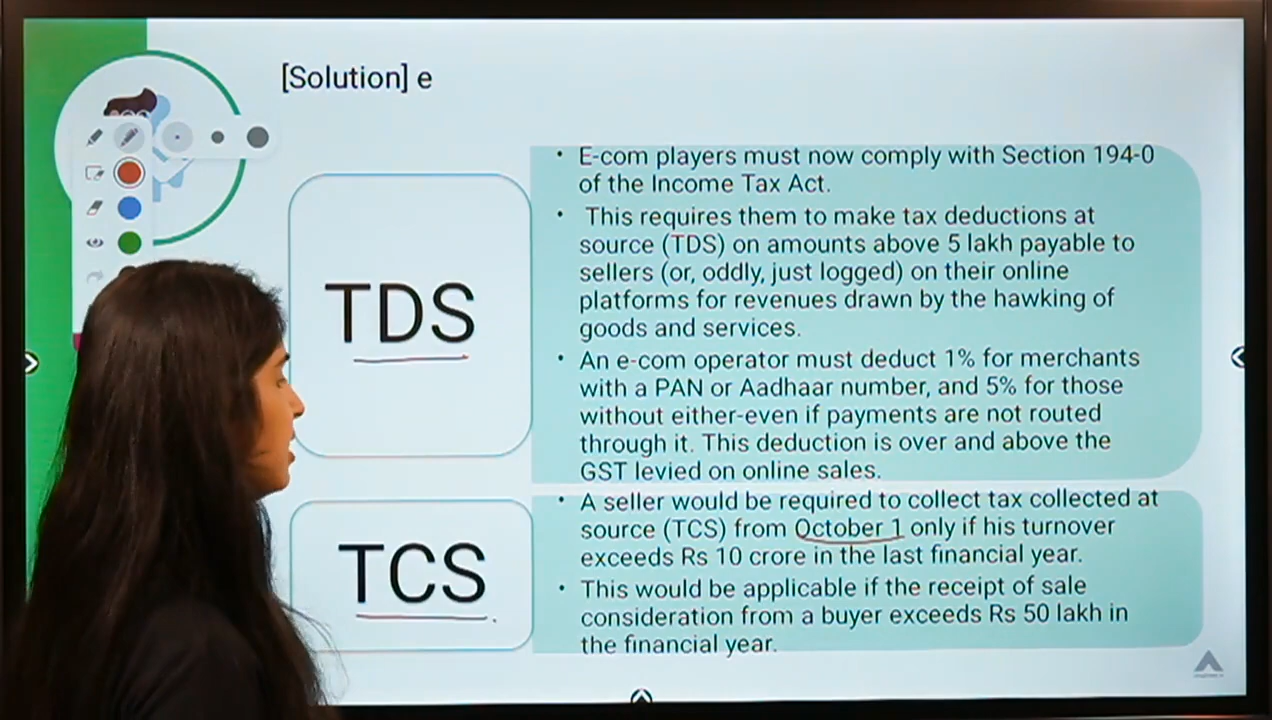 [Solution] e
TDS
• E-com players must now comply with Section 194-0
of the Income Tax Act.
• This requires them to make tax deductions at
source (TDS) on amounts above 5 lakh payable to
sellers (or, oddly, just logged) on their online
platforms for revenues drawn by the hawking of
goods and services.
• An e-com operator must deduct 1% for merchants
with a PAN or Aadhaar number, and 5% for those
without either-even if payments are not routed
through it. This deduction is over and above the
GST levied on online sales.
TCS
• A seller would be required to collect tax collected at
source (TCS) from October 1 only if his turnover
exceeds Rs 10 crore in the last financial year.
• This would be applicable if the receipt of sale
consideration from a buyer exceeds Rs 50 lakh in
the financial year.